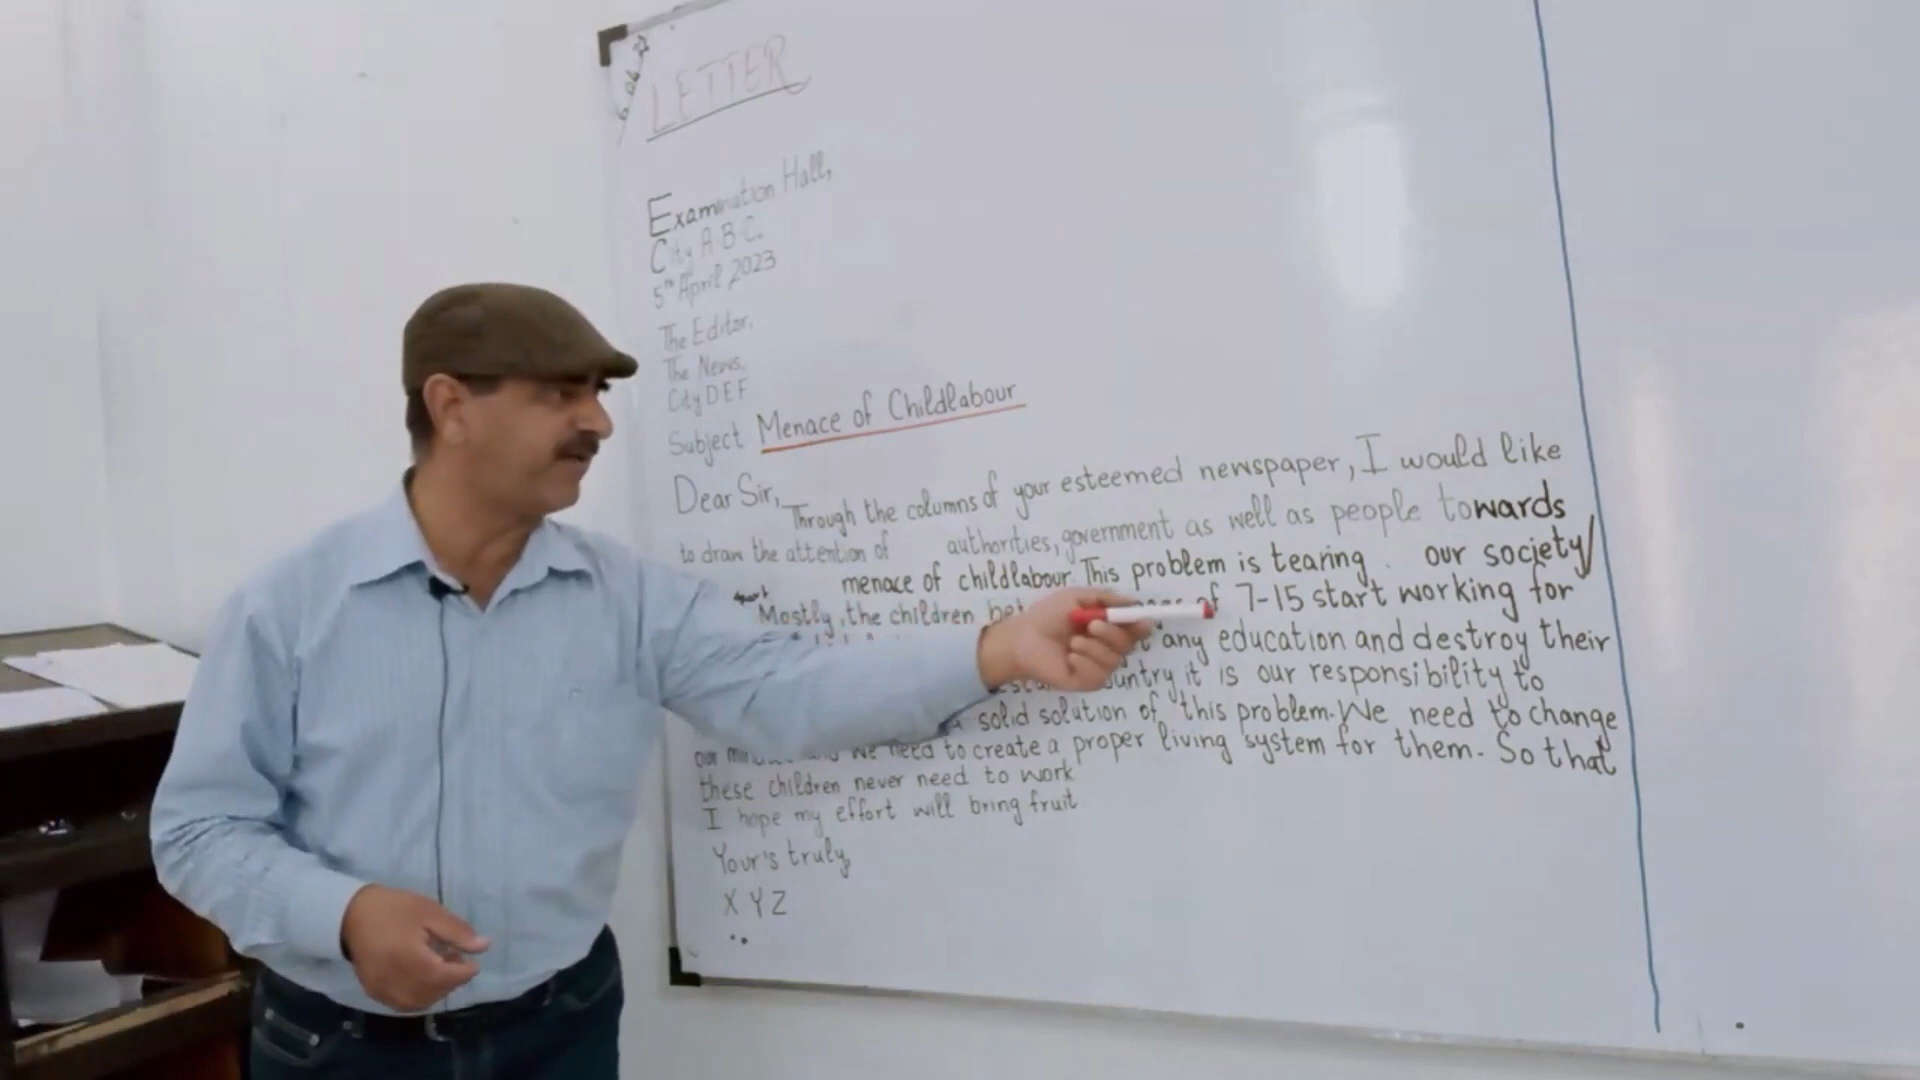 LETTER
Examination Hall,
City A B C.
5th April 2023
The Editor,
The News,
City D E F
Subject Menace of Childlabour
Dear Sir,
Through the columns of your esteemed newspaper, I would like
to draw the attention of authorities, government as well as people towards
menace of childlabour. This problem is tearing our society
apart
Mostly, the children of 7-15 start working for
any education and destroy their
it is our responsibility to
solid solution of this problem. We need to change
our we need to create a proper living system for them. So that
these children never need to work
I hope my effort will bring fruit
Your's truly,
X Y Z